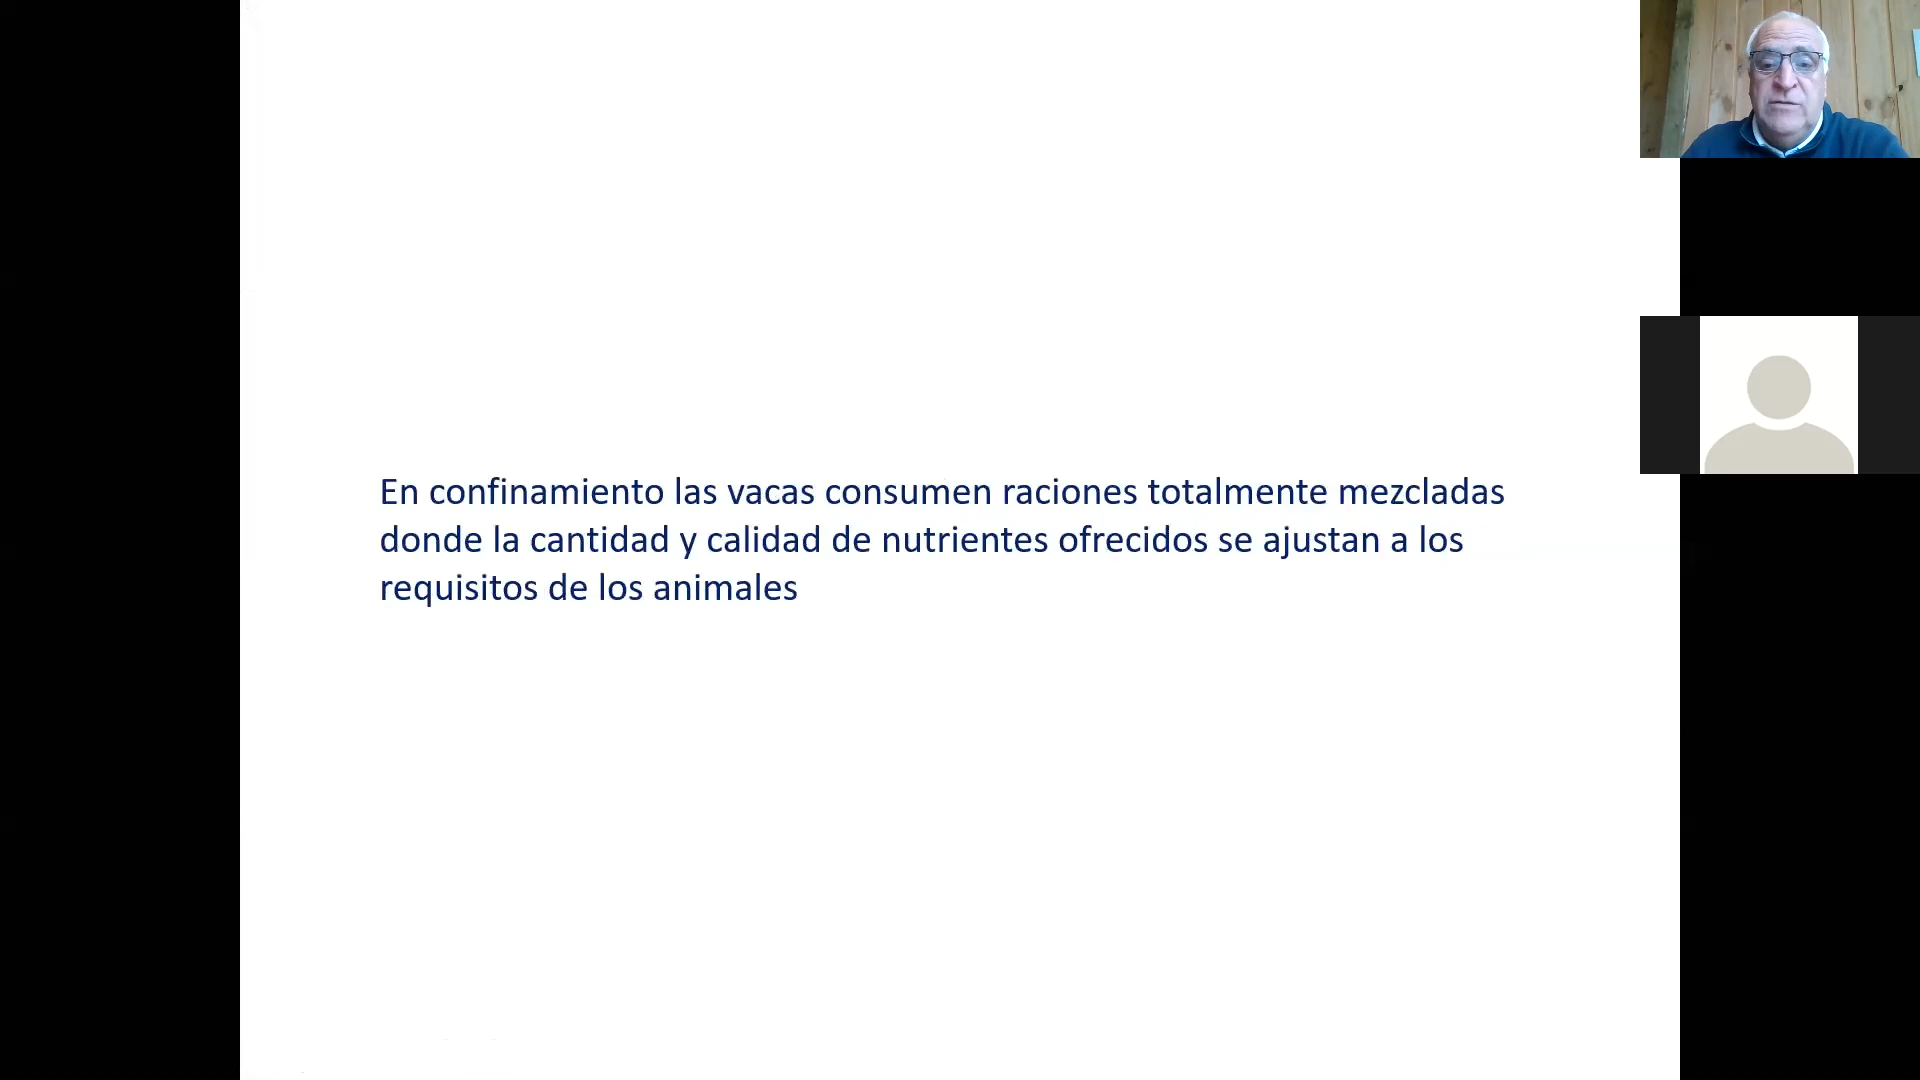 En confinamiento las vacas consumen raciones totalmente mezcladas
donde la cantidad y calidad de nutrientes ofrecidos se ajustan a los
requisitos de los animales